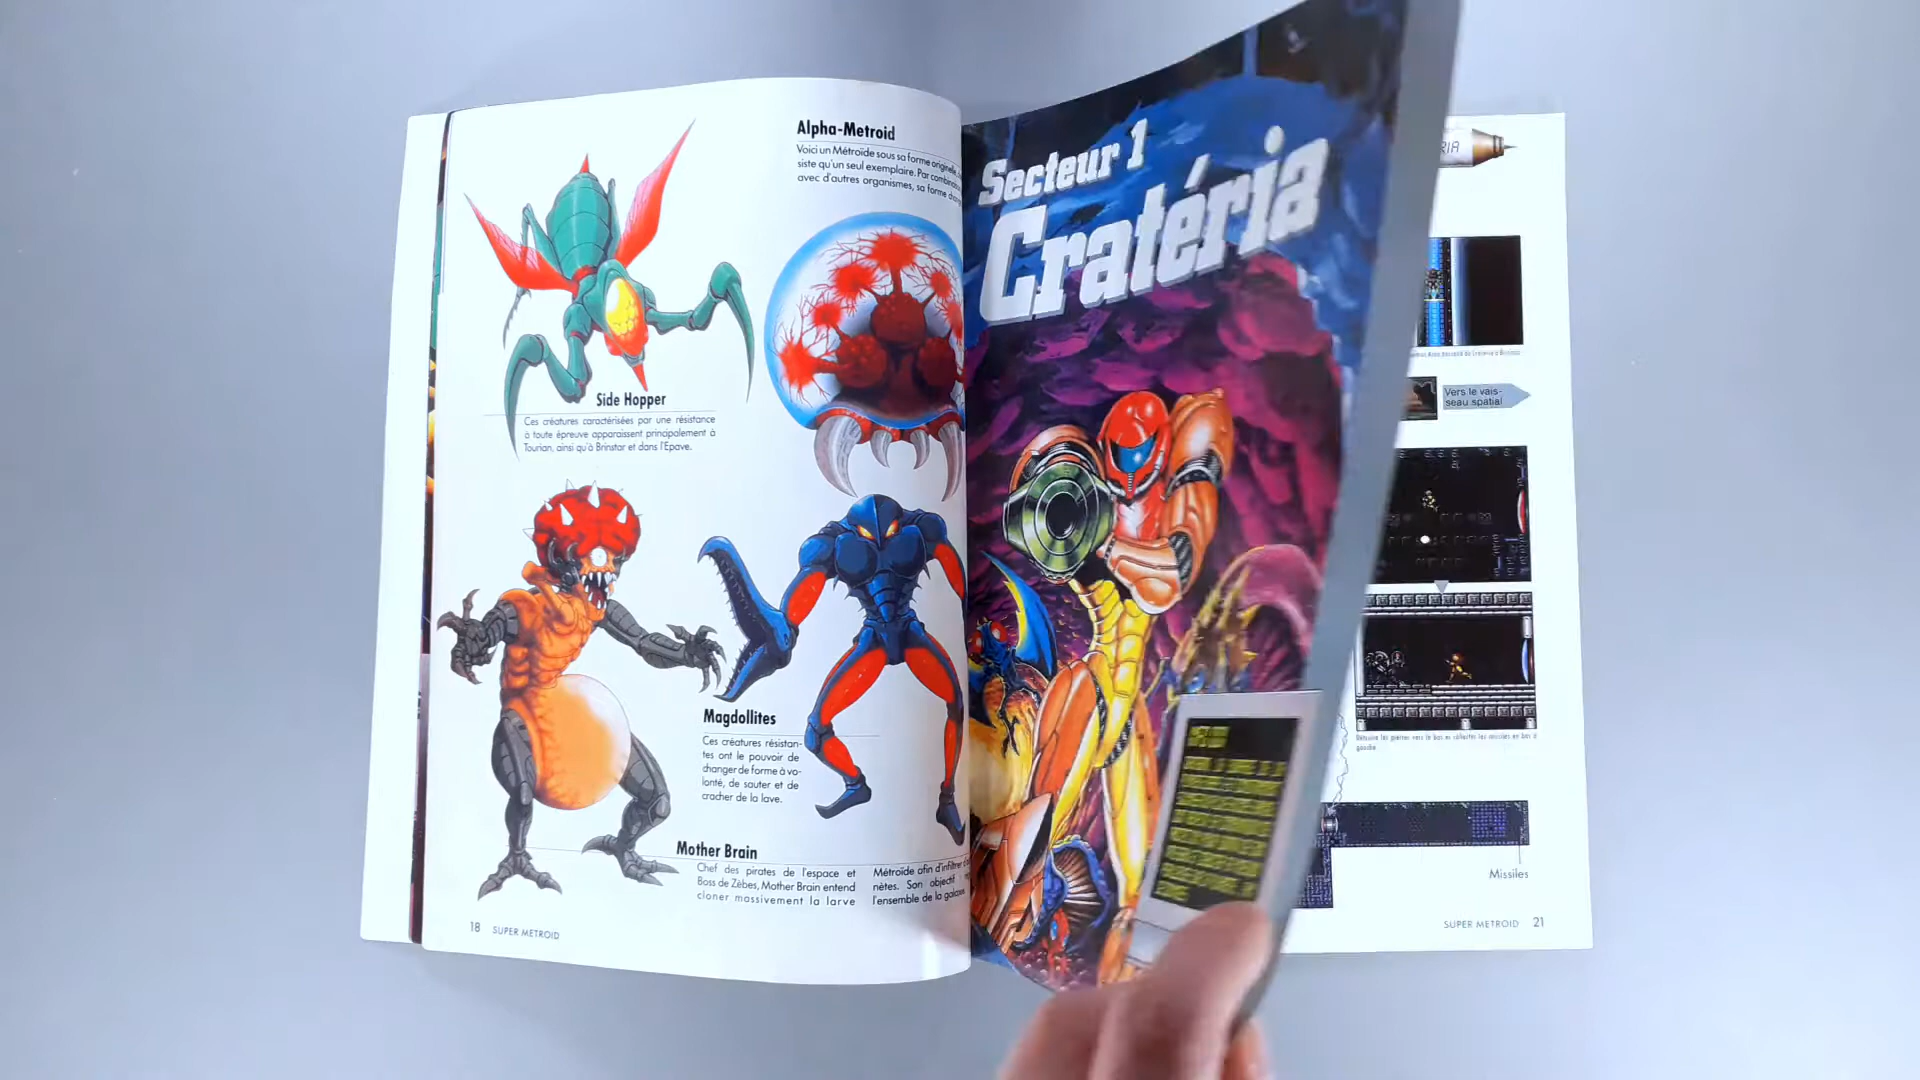 Alpha-Metroid
Voici un Métroïde sous sa forme originelle,
siste qu'un seul exemplaire. Par
avec d'autres organismes, sa forme
Side Hopper
Ces créatures caractérisées par une résistance
à toute épreuve apparaissent principalement à
Tourian, ainsi qu'à Brinstar et dans l'Epave.
Magdollites
Ces créatures résistan-
tes ont le pouvoir de
changer de forme à vo-
lonté, de sauter et de
cracher de la lave.
Mother Brain
Chef des pirates de l'espace et
Boss de Zèbes, Mother Brain entend
cloner massivement la larve
Métroïde afin d'infiltrer
nètes. Son objectif
l'ensemble de la
18 SUPER METROID
Secteur 1
Cratéria
RIA
Vers le vais-
seau spatial
Missiles
SUPER METROID 21